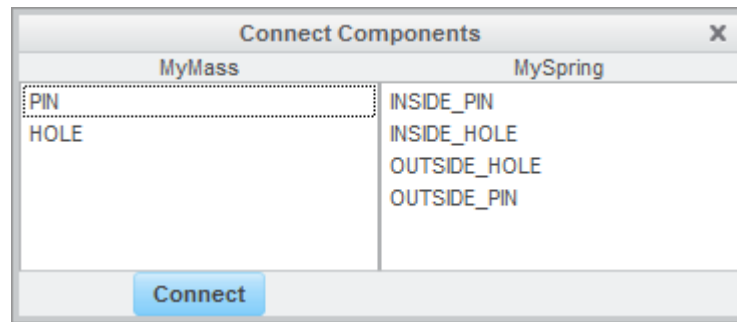 Connect Components
MyMass MySpring
PIN
HOLE
INSIDE_PIN
INSIDE_HOLE
OUTSIDE_HOLE
OUTSIDE_PIN
Connect